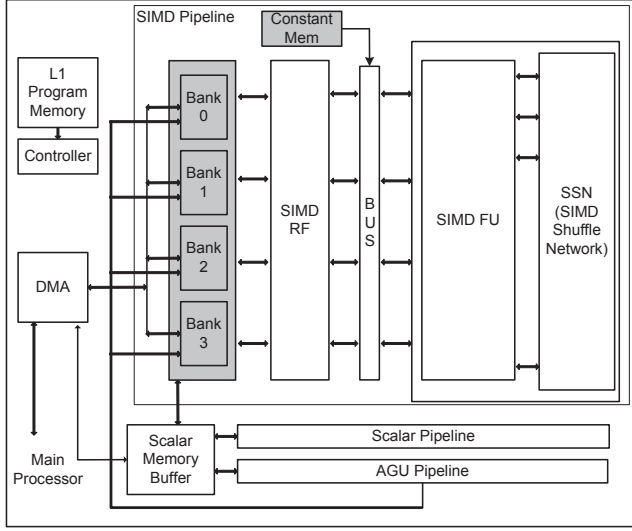 SIMD Pipeline
Constant
Mem
L1
Program
Memory
Controller
Bank
0
Bank
1
Bank
2
Bank
3
SIMD
RF
B
U
S
SIMD FU
SSN
(SIMD
Shuffle
Network)
DMA
Main
Processor
Scalar
Memory
Buffer
Scalar Pipeline
AGU Pipeline